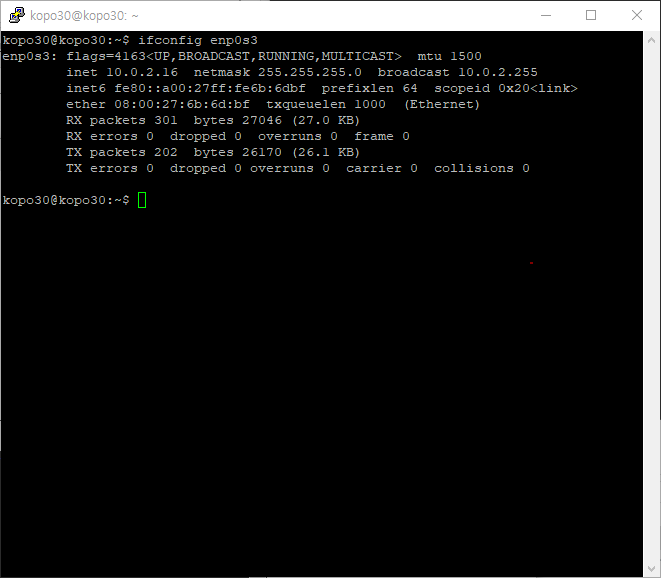 kopo30@kopo30: ~
kopo30@kopo30:~$ ifconfig enp0s3
enp0s3: flags=4163<UP,BROADCAST,RUNNING,MULTICAST>  mtu 1500
        inet 10.0.2.16  netmask 255.255.255.0  broadcast 10.0.2.255
        inet6 fe80::a00:27ff:fe6b:6dbf  prefixlen 64  scopeid 0x20<link>
        ether 08:00:27:6b:6d:bf  txqueuelen 1000  (Ethernet)
        RX packets 301  bytes 27046 (27.0 KB)
        RX errors 0  dropped 0  overruns 0  frame 0
        TX packets 202  bytes 26170 (26.1 KB)
        TX errors 0  dropped 0 overruns 0  carrier 0  collisions 0
kopo30@kopo30:~$